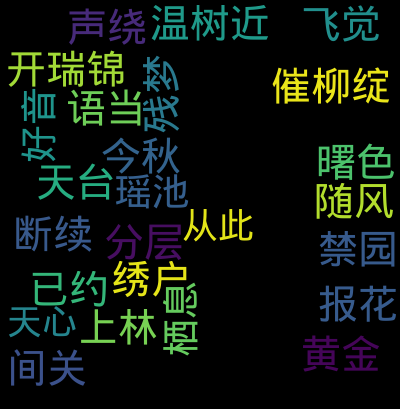 声绕
温树近
飞觉
开瑞锦
残梦
催柳绽
好音
语当
今秋
曙色
天台
瑶池
随风
断续
分层
从此
禁园
已约
绣户
栖息
报花
天心
上林
黄金
间关